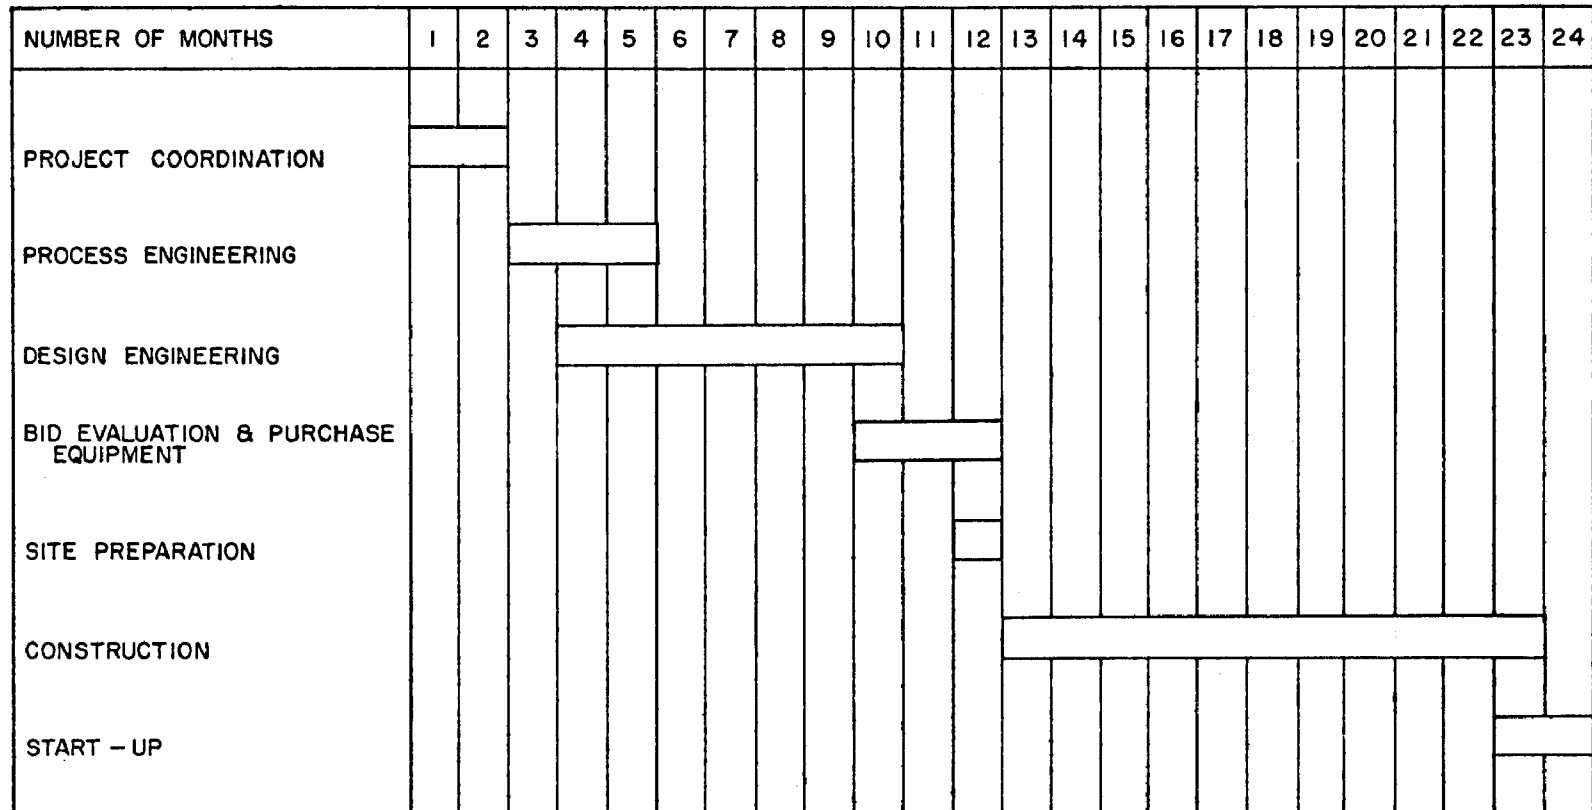 NUMBER OF MONTHS 1 2 3 4 5 6 7 8 9 10 11 12 13 14 15 16 17 18 19 20 21 22 23 24
PROJECT COORDINATION
PROCESS ENGINEERING
DESIGN ENGINEERING
BID EVALUATION & PURCHASE
EQUIPMENT
SITE PREPARATION
CONSTRUCTION
START – UP